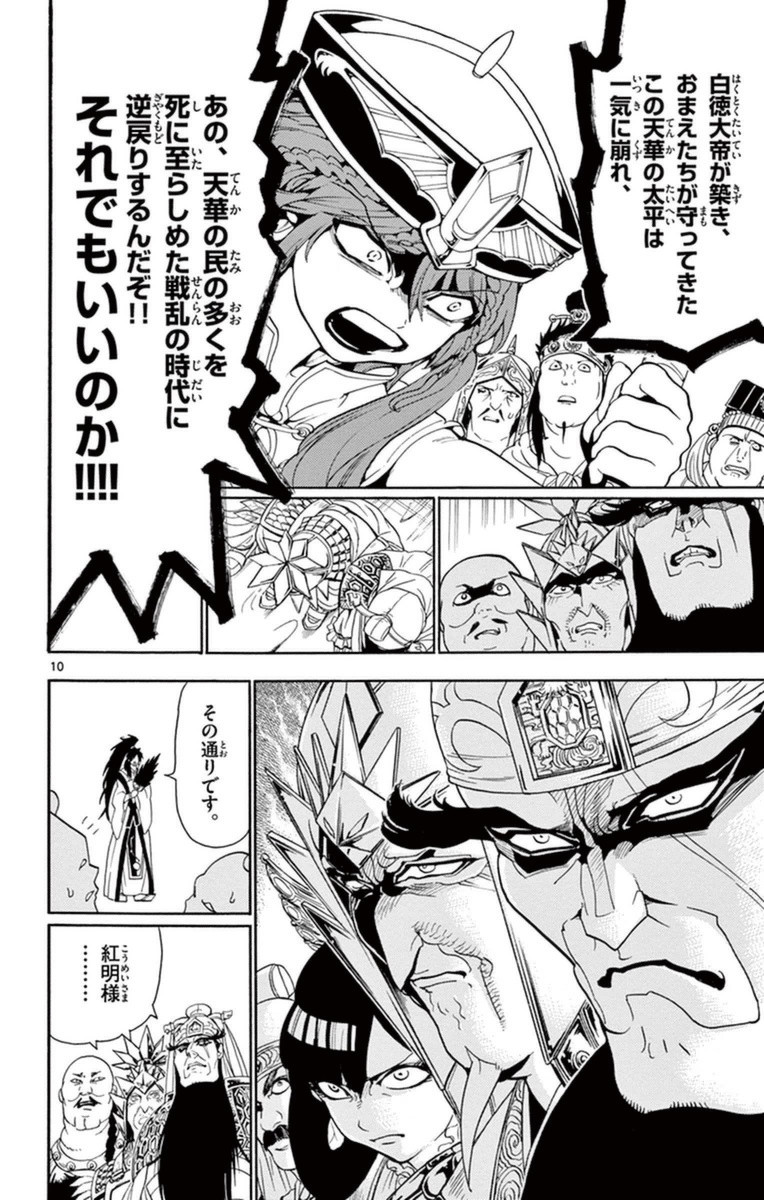 白徳大帝が築き、
おまえたちが守ってきた
この天華の太平は
一気に崩れ、
あの、天華の民の多くを
死に至らしめた戦乱の時代に
逆戻りするんだぞ!!
それでもいいのか!!!!
10
その通りです。
紅明様
………